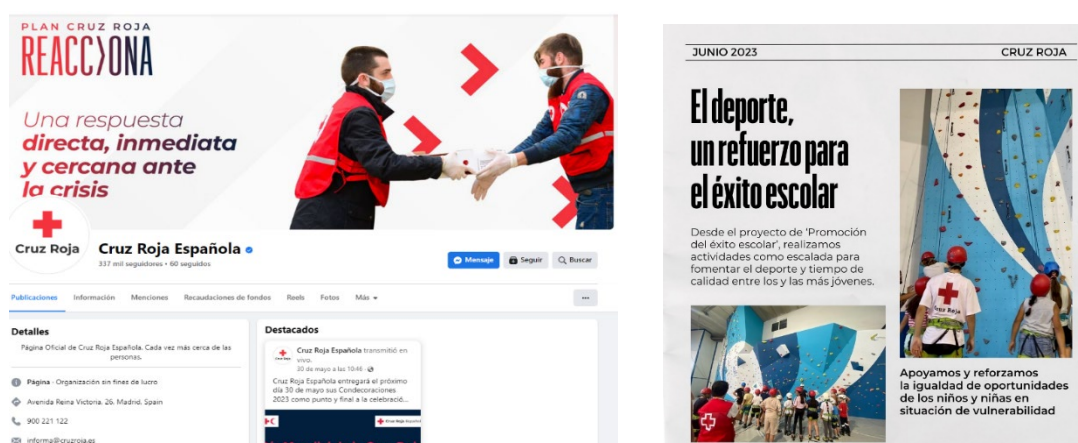 PLAN CRUZ ROJA
REACC>ONA
Una respuesta
directa, inmediata
y cercana ante
la crisis
Cruz Roja
Cruz Roja Española
337 mil seguidores • 60 seguidos
Mensaje
Seguir
Buscar
Publicaciones Información Menciones Recaudaciones de fondos Reels Fotos Más
Detalles
Página Oficial de Cruz Roja Española. Cada vez más cerca de las
personas.
Página · Organización sin fines de lucro
Avenida Reina Victoria, 26, Madrid, Spain
900 221 122
informa@cruzroja.es
Destacados
Cruz Roja Española transmitió en
vivo.
30 de mayo a las 10:46
Cruz Roja Española entregará el próximo
día 30 de mayo sus Condecoraciones
2023 como punto y final a la celebració...
JUNIO 2023 CRUZ ROJA
El deporte,
un refuerzo para
el éxito escolar
Desde el proyecto de 'Promoción
del éxito escolar', realizamos
actividades como escalada para
fomentar el deporte y tiempo de
calidad entre los y las más jóvenes.
Cruz Roja
Apoyamos y reforzamos
la igualdad de oportunidades
de los niños y niñas en
situación de vulnerabilidad